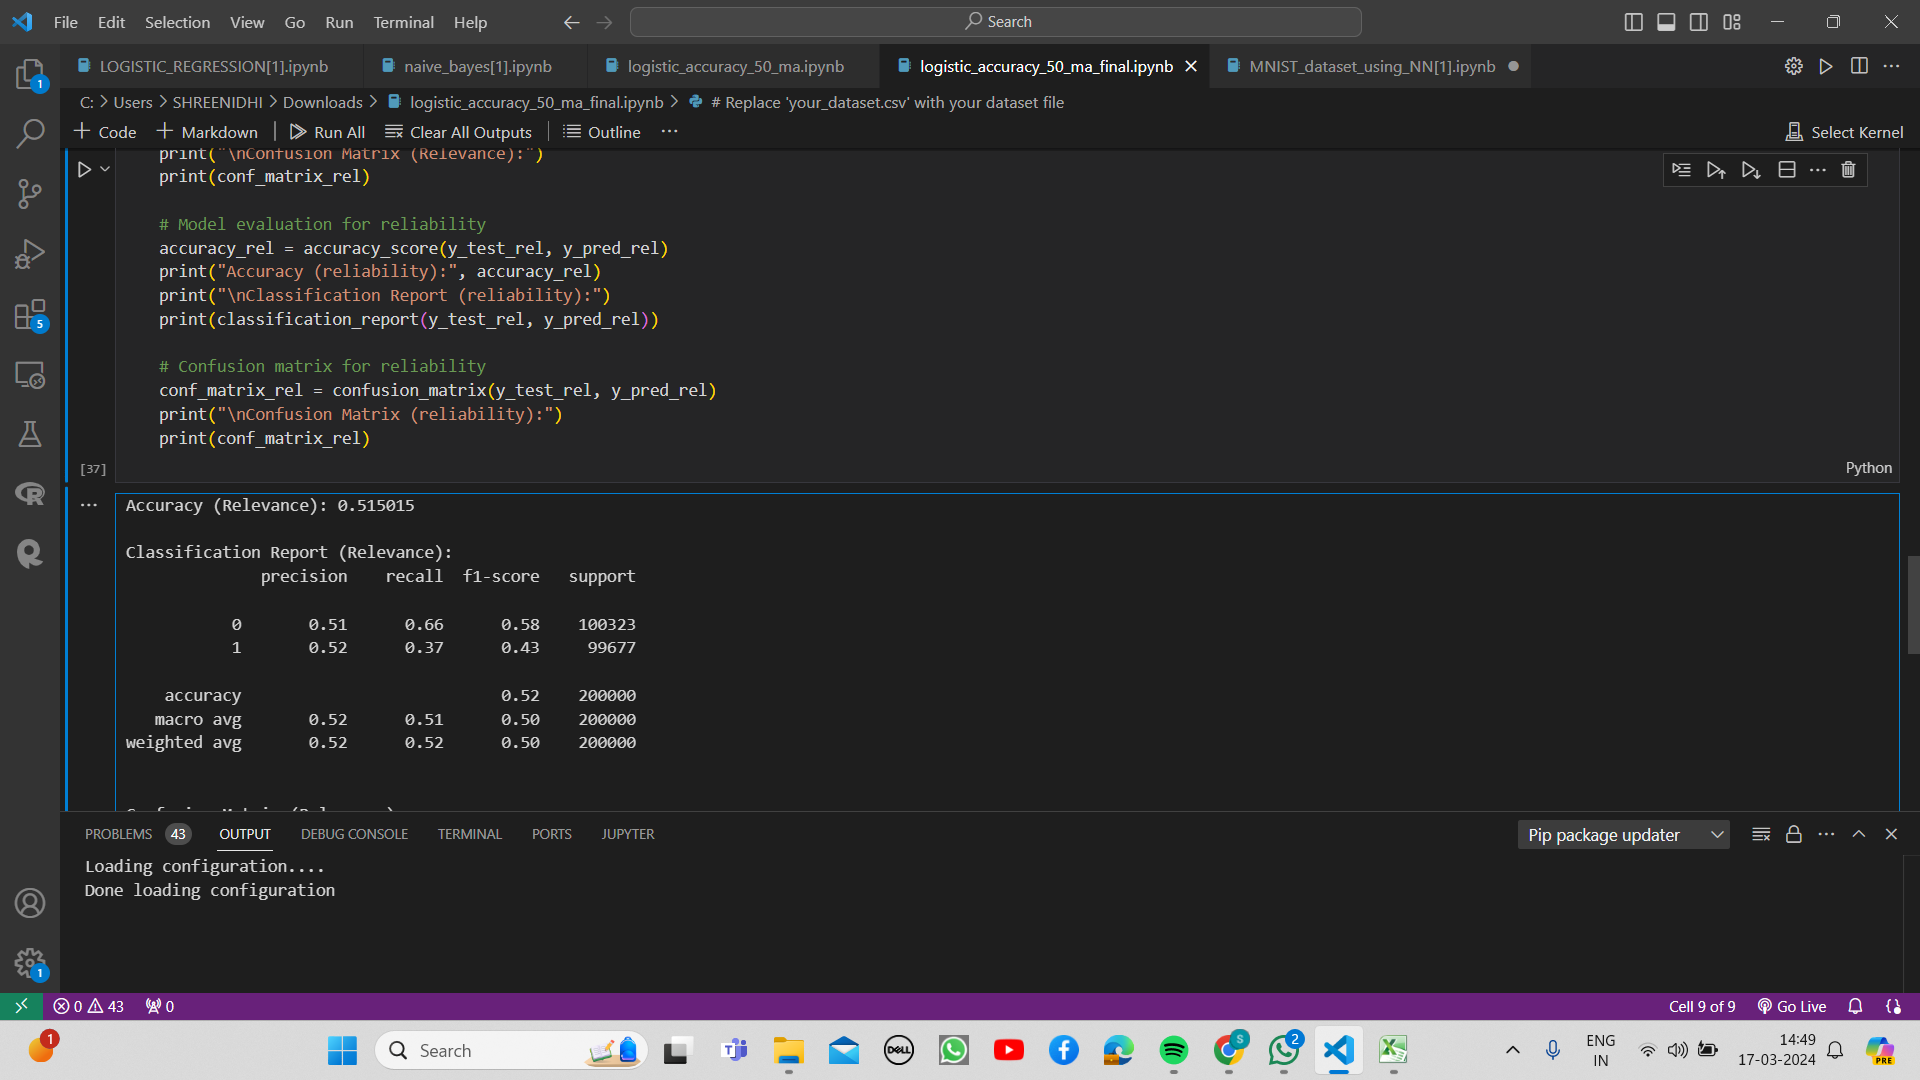 File Edit Selection View Go Run Terminal Help Search
LOGISTIC_REGRESSION[1].ipynb naive_bayes[1].ipynb logistic_accuracy_50_ma.ipynb logistic_accuracy_50_ma_final.ipynb MNIST_dataset_using_NN[1].ipynb
C: > Users > SHREENIDHI > Downloads > logistic_accuracy_50_ma_final.ipynb > # Replace 'your_dataset.csv' with your dataset file
+ Code + Markdown | Run All Clear All Outputs | Outline ... Select Kernel
print("\nConfusion Matrix (Relevance):")
print(conf_matrix_rel)
# Model evaluation for reliability
accuracy_rel = accuracy_score(y_test_rel, y_pred_rel)
print("Accuracy (reliability):", accuracy_rel)
print("\nClassification Report (reliability):")
print(classification_report(y_test_rel, y_pred_rel))
# Confusion matrix for reliability
conf_matrix_rel = confusion_matrix(y_test_rel, y_pred_rel)
print("\nConfusion Matrix (reliability):")
print(conf_matrix_rel)
[37] Python
Accuracy (Relevance): 0.515015
Classification Report (Relevance):
precision recall f1-score support
0 0.51 0.66 0.58 100323
1 0.52 0.37 0.43 99677
accuracy 0.52 200000
macro avg 0.52 0.51 0.50 200000
weighted avg 0.52 0.52 0.50 200000
PROBLEMS 43 OUTPUT DEBUG CONSOLE TERMINAL PORTS JUPYTER Pip package updater
Loading configuration....
Done loading configuration
0 43 0 Cell 9 of 9 Go Live
Search ENG 14:49
IN 17-03-2024